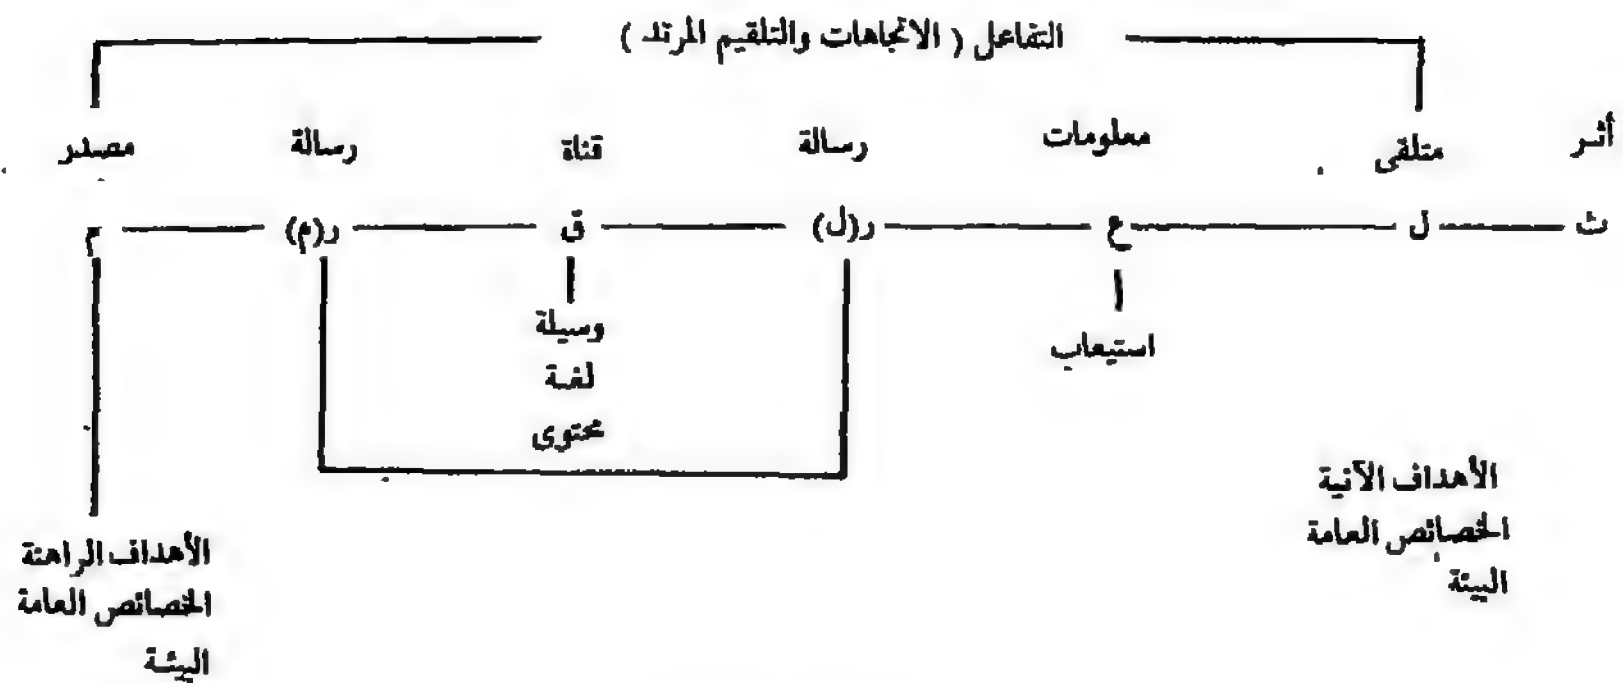 التفاعل ( الاتجاهات والتلقيم المرتد )
أثر متلقى معلومات رسالة قناة رسالة مصدر
ث ل ع ر(ل) ق ر(م) م
وسيلة
لغة
محتوى
استيعاب
الأهداف الآنية
الخصائص العامة
البيئة
الأهداف الراهنة
الخصائص العامة
البيئة